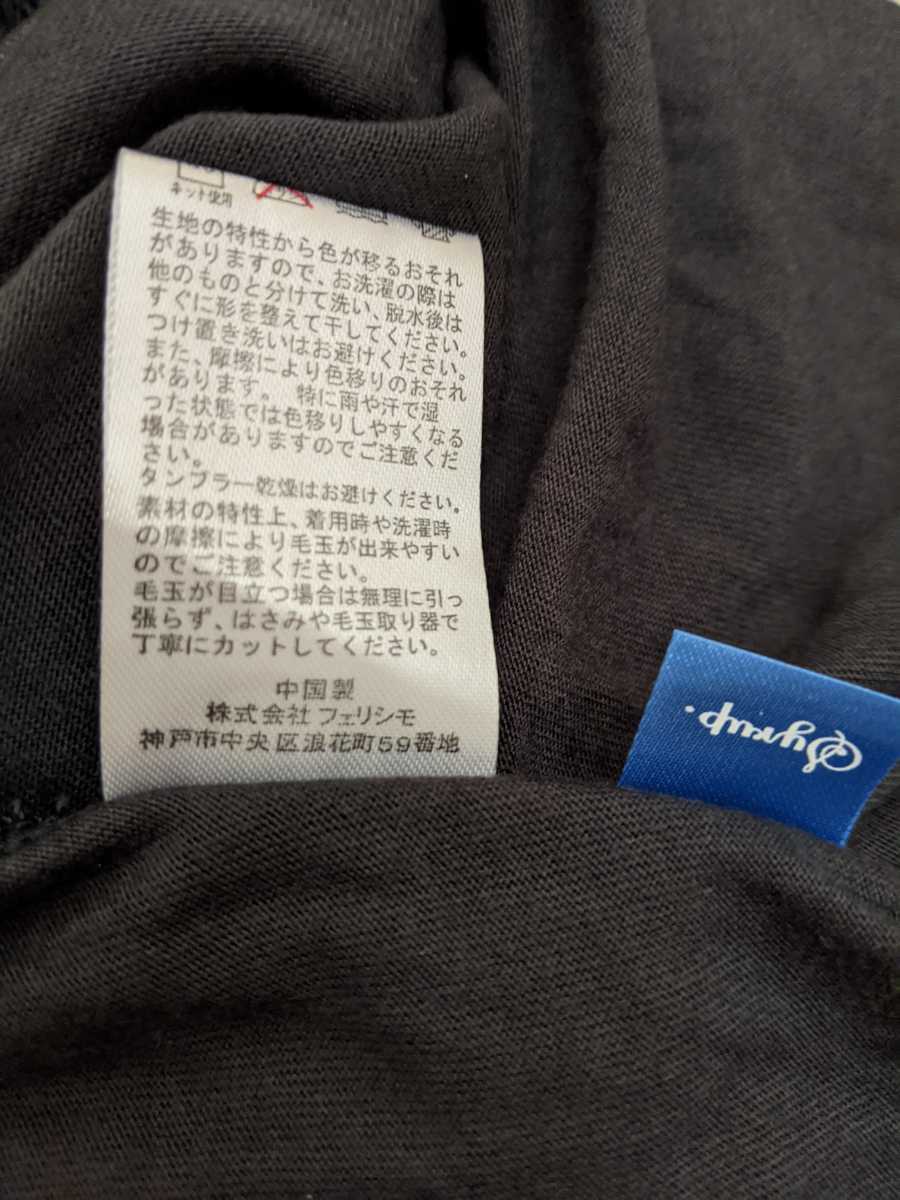 ネット使用
生地の特性から色が移るおそれ
がありますので、お洗濯の際は
他のものと分けて洗い、脱水後は
すぐに形を整えて干してください。
つけ置き洗いはお避けください。
また、摩擦により色移りのおそれ
があります。 特に雨や汗で湿
った状態では色移りしやすくなる
場合がありますのでご注意くだ
さい。
タンブラー乾燥はお避けください。
素材の特性上、着用時や洗濯時
の摩擦により毛玉が出来やすい
のでご注意ください。
毛玉が目立つ場合は無理に引っ
張らず、はさみや毛玉取り器で
丁寧にカットしてください。
中国製
株式会社 フェリシモ
神戸市中央区浪花町59番地
Syrup.